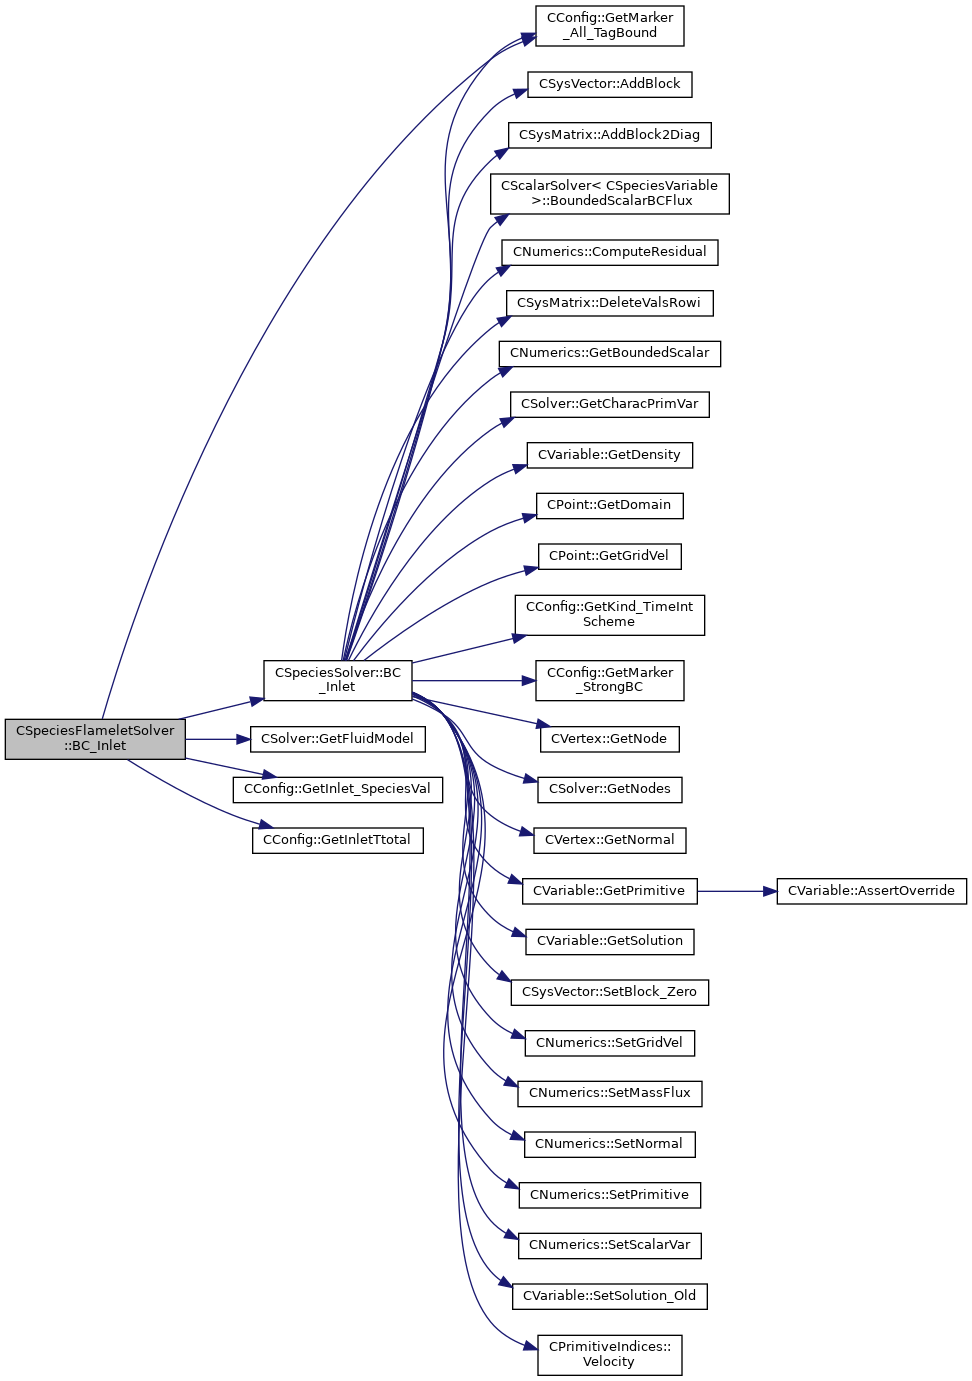 CConfig::GetMarker
_All_TagBound
CSysVector::AddBlock
CSysMatrix::AddBlock2Diag
CScalarSolver< CSpeciesVariable
>::BoundedScalarBCFlux
CNumerics::ComputeResidual
CSysMatrix::DeleteValsRowi
CNumerics::GetBoundedScalar
CSolver::GetCharacPrimVar
CVariable::GetDensity
CPoint::GetDomain
CPoint::GetGridVel
CConfig::GetKind_TimeInt
Scheme
CSpeciesSolver::BC
_Inlet
CConfig::GetMarker
_StrongBC
CSpeciesFlameletSolver
::BC_Inlet
CSolver::GetFluidModel
CVertex::GetNode
CConfig::GetInlet_SpeciesVal
CSolver::GetNodes
CConfig::GetInletTtotal
CVertex::GetNormal
CVariable::GetPrimitive
CVariable::AssertOverride
CVariable::GetSolution
CSysVector::SetBlock_Zero
CNumerics::SetGridVel
CNumerics::SetMassFlux
CNumerics::SetNormal
CNumerics::SetPrimitive
CNumerics::SetScalarVar
CVariable::SetSolution_Old
CPrimitiveIndices::
Velocity